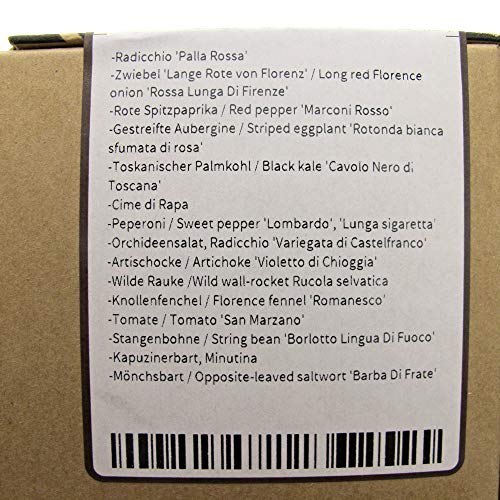 -Radicchio 'Palla Rossa'
-Zwiebel 'Lange Rote von Florenz' / Long red Florence
onion 'Rossa Lunga Di Firenze'
-Rote Spitzpaprika / Red pepper 'Marconi Rosso'
-Gestreifte Aubergine / Striped eggplant 'Rotonda bianca
sfumata di rosa'
-Toskanischer Palmkohl / Black kale 'Cavolo Nero di
Toscana'
-Cime di Rapa
-Peperoni / Sweet pepper 'Lombardo', 'Lunga sigaretta'
-Orchideensalat, Radicchio 'Variegata di Castelfranco'
-Artischocke / Artichoke 'Violetto di Chioggia'
-Wilde Rauke /Wild wall-rocket Rucola selvatica
-Knollenfenchel / Florence fennel 'Romanesco'
-Tomate / Tomato 'San Marzano'
-Stangenbohne / String bean 'Borlotto Lingua Di Fuoco'
-Kapuzinerbart, Minutina
-Mönchsbart / Opposite-leaved saltwort 'Barba Di Frate'